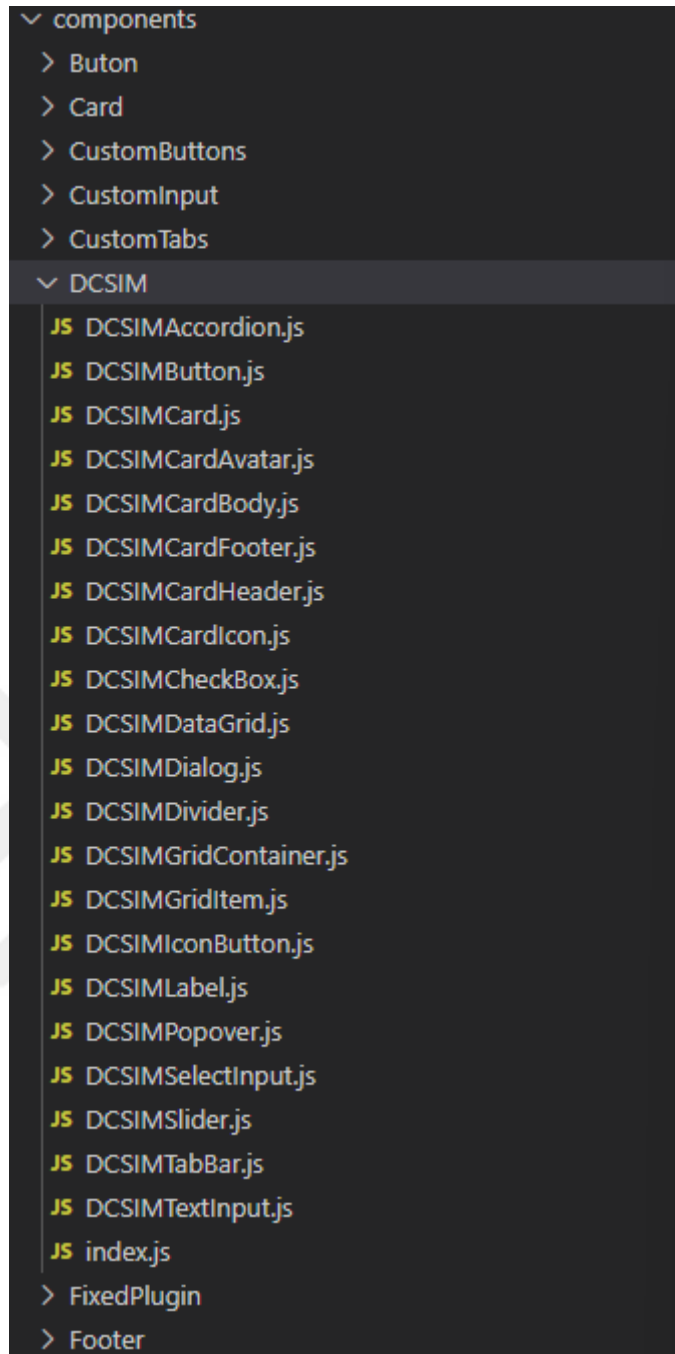 components
Buton
Card
CustomButtons
CustomInput
CustomTabs
DCSIM
JS DCSIMAccordion.js
JS DCSIMButton.js
JS DCSIMCard.js
JS DCSIMCardAvatar.js
JS DCSIMCardBody.js
JS DCSIMCardFooter.js
JS DCSIMCardHeader.js
JS DCSIMCardIcon.js
JS DCSIMCheckBox.js
JS DCSIMDataGrid.js
JS DCSIMDialog.js
JS DCSIMDivider.js
JS DCSIMGridContainer.js
JS DCSIMGridItem.js
JS DCSIMIconButton.js
JS DCSIMLabel.js
JS DCSIMPopover.js
JS DCSIMSelectInput.js
JS DCSIMSlider.js
JS DCSIMTabBar.js
JS DCSIMTextInput.js
JS index.js
FixedPlugin
Footer